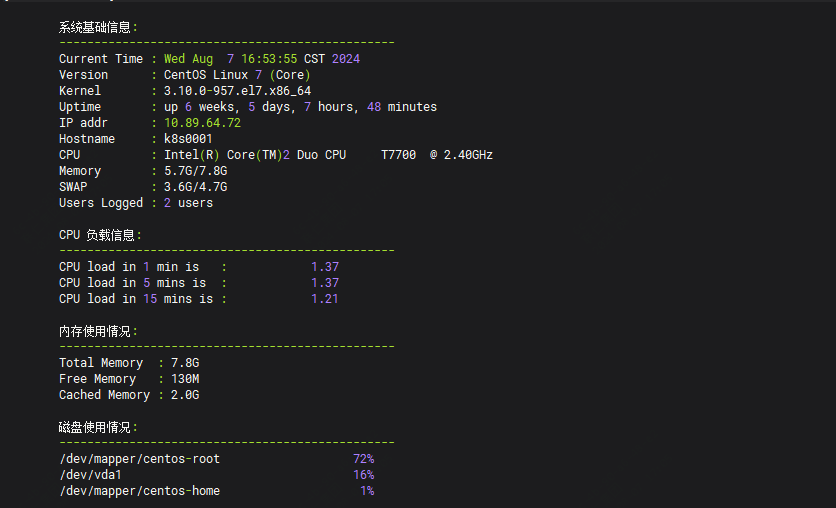 系统基础信息:
------------------------------------------------
Current Time : Wed Aug  7 16:53:55 CST 2024
Version      : CentOS Linux 7 (Core)
Kernel       : 3.10.0-957.el7.x86_64
Uptime       : up 6 weeks, 5 days, 7 hours, 48 minutes
IP addr      : 10.89.64.72
Hostname     : k8s0001
CPU          : Intel(R) Core(TM)2 Duo CPU     T7700  @ 2.40GHz
Memory       : 5.7G/7.8G
SWAP         : 3.6G/4.7G
Users Logged : 2 users
CPU 负载信息:
------------------------------------------------
CPU load in 1 min is   :            1.37
CPU load in 5 mins is  :            1.37
CPU load in 15 mins is :            1.21
内存使用情况:
------------------------------------------------
Total Memory  : 7.8G
Free Memory   : 130M
Cached Memory : 2.0G
磁盘使用情况:
------------------------------------------------
/dev/mapper/centos-root                   72%
/dev/vda1                                 16%
/dev/mapper/centos-home                    1%